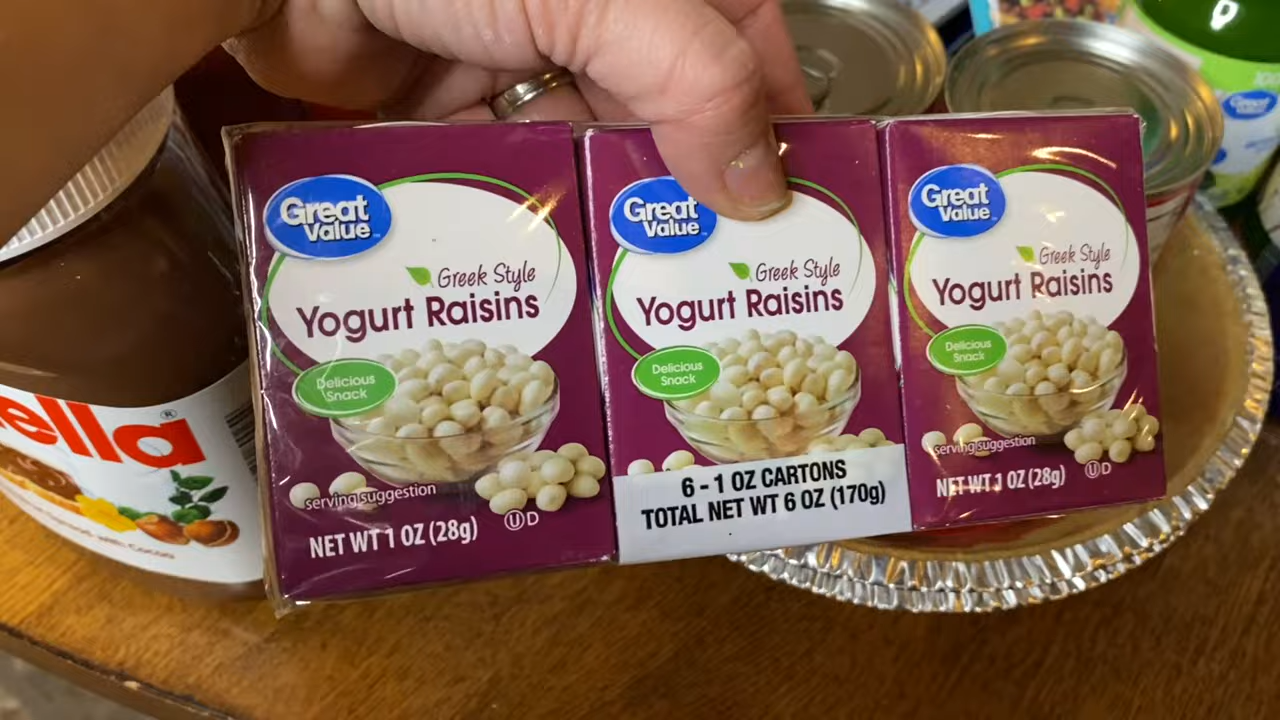 Great
Value
Greek Style
Yogurt Raisins
Delicious
Snack
serving suggestion
NET WT 1 OZ (28g)
U D
Great
Value
Greek Style
Yogurt Raisins
Delicious
Snack
6 - 1 OZ CARTONS
TOTAL NET WT 6 OZ (170g)
Great
Value
Greek Style
Yogurt Raisins
Delicious
Snack
serving suggestion
NET WT 1 OZ (28g)
U D
ella®
Great
Value